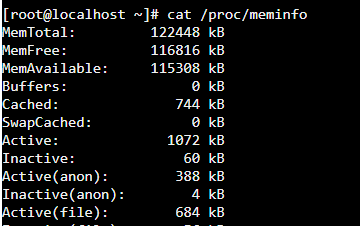 [root@localhost ~]# cat /proc/meminfo
MemTotal: 122448 kB
MemFree: 116816 kB
MemAvailable: 115308 kB
Buffers: 0 kB
Cached: 744 kB
SwapCached: 0 kB
Active: 1072 kB
Inactive: 60 kB
Active(anon): 388 kB
Inactive(anon): 4 kB
Active(file): 684 kB